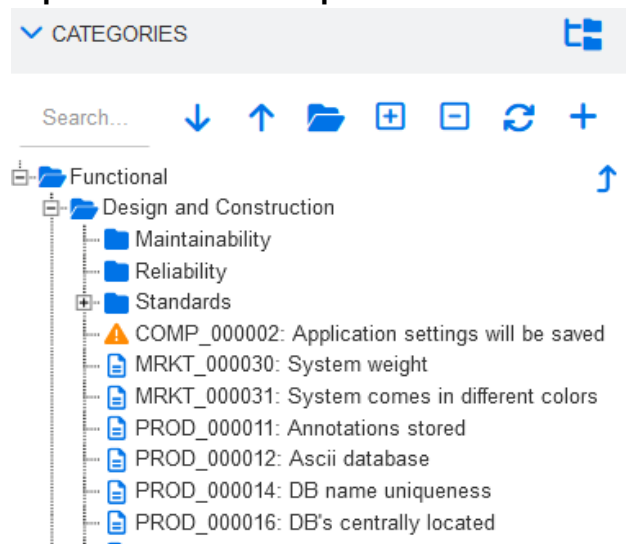 CATEGORIES
Search...
Functional
Design and Construction
Maintainability
Reliability
Standards
COMP_000002: Application settings will be saved
MRKT_000030: System weight
MRKT_000031: System comes in different colors
PROD_000011: Annotations stored
PROD_000012: Ascii database
PROD_000014: DB name uniqueness
PROD_000016: DB's centrally located